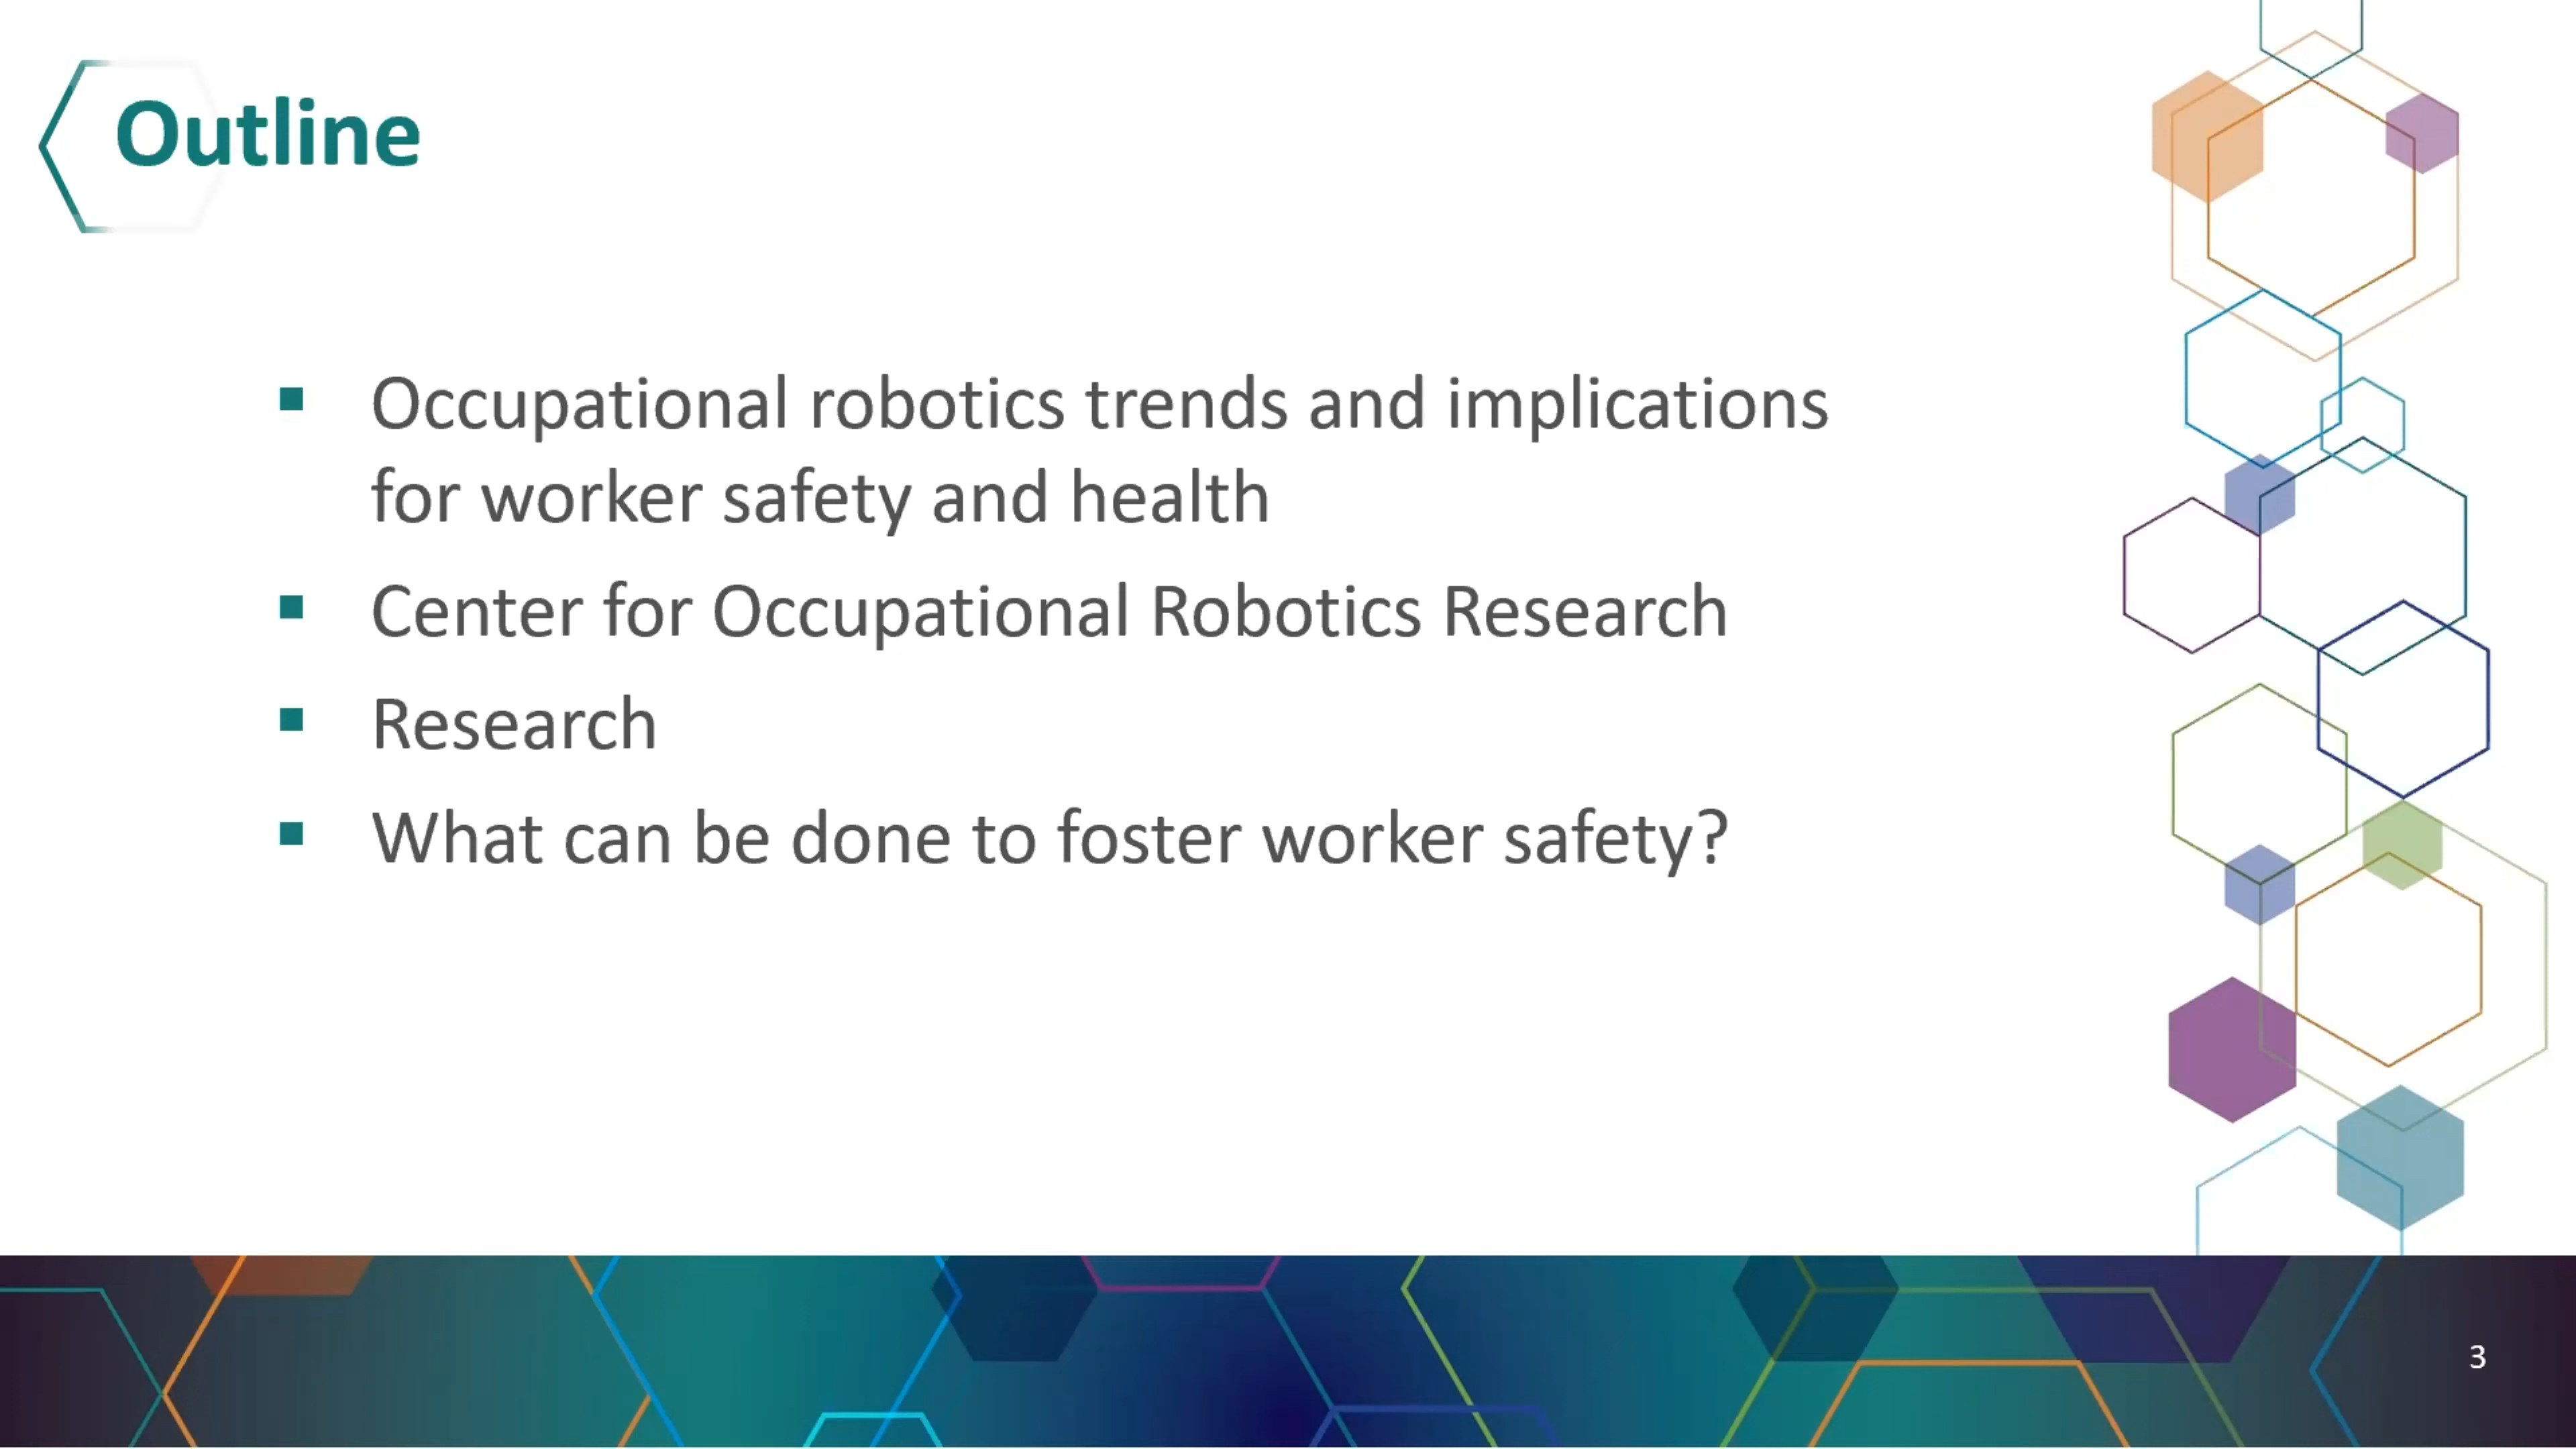 Outline
▪ Occupational robotics trends and implications
for worker safety and health
▪ Center for Occupational Robotics Research
▪ Research
▪ What can be done to foster worker safety?
3